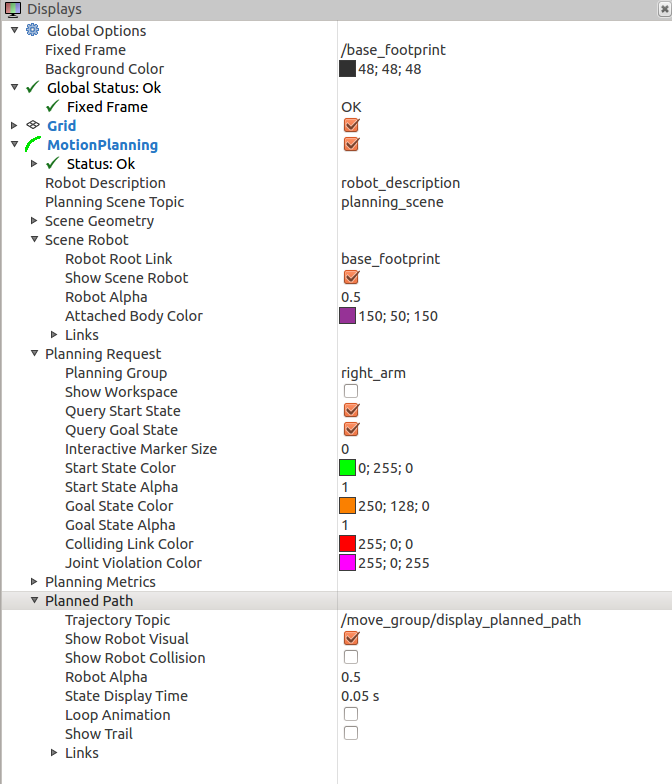 Displays
Global Options
Fixed Frame /base_footprint
Background Color 48; 48; 48
Global Status: Ok
Fixed Frame OK
Grid
MotionPlanning
Status: Ok
Robot Description robot_description
Planning Scene Topic planning_scene
Scene Geometry
Scene Robot
Robot Root Link base_footprint
Show Scene Robot
Robot Alpha 0.5
Attached Body Color 150; 50; 150
Links
Planning Request
Planning Group right_arm
Show Workspace
Query Start State
Query Goal State
Interactive Marker Size 0
Start State Color 0; 255; 0
Start State Alpha 1
Goal State Color 250; 128; 0
Goal State Alpha 1
Colliding Link Color 255; 0; 0
Joint Violation Color 255; 0; 255
Planning Metrics
Planned Path
Trajectory Topic /move_group/display_planned_path
Show Robot Visual
Show Robot Collision
Robot Alpha 0.5
State Display Time 0.05 s
Loop Animation
Show Trail
Links